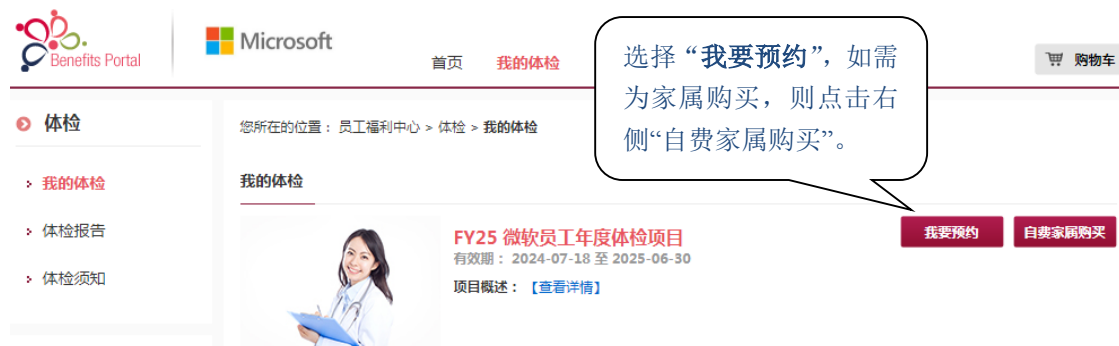 Benefits Portal
Microsoft
首页 我的体检
购物车
选择“我要预约”，如需
为家属购买，则点击右
侧“自费家属购买”。
体检
我的体检
体检报告
体检须知
您所在的位置： 员工福利中心 > 体检 > 我的体检
我的体检
FY25 微软员工年度体检项目
有效期： 2024-07-18 至 2025-06-30
项目概述： 【查看详情】
我要预约 自费家属购买